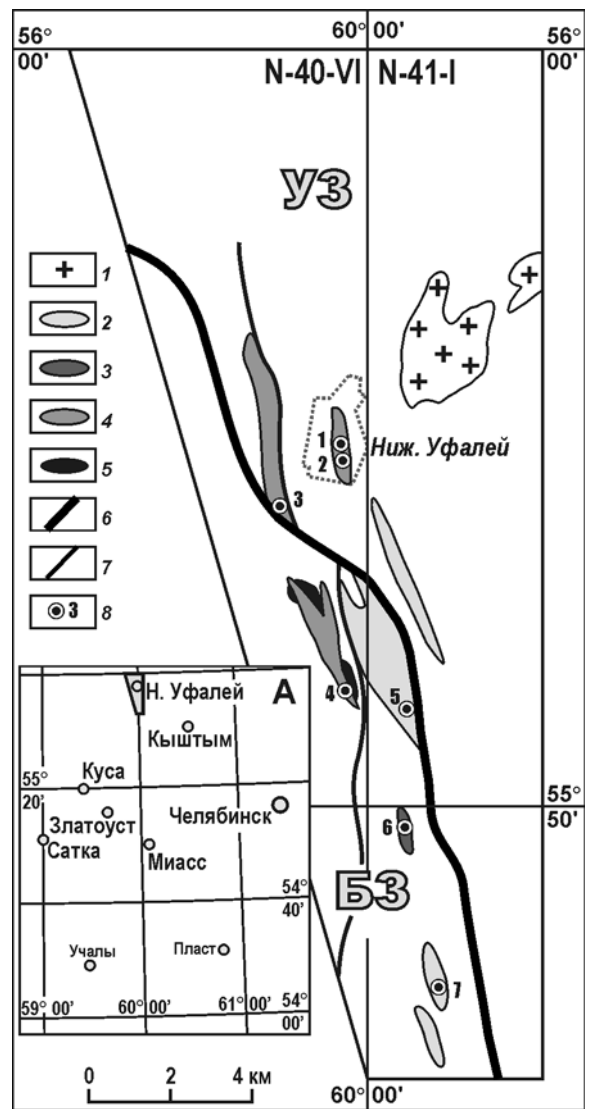 56° 60° 00' 56°
00' 00'
N-40-VI N-41-I
УЗ
1
2
3
4
5
6
7
3 8
1
2
Ниж. Уфалей
3
4
5
6
7
БЗ
55°
50'
А
Н. Уфалей
Кыштым
55°
20'
Куса
Челябинск
Златоуст
Сатка
Миасс
54°
40'
Учалы
Пласт
59° 00' 60° 00' 61° 00' 54°
00'
0 2 4 км
60° 00'